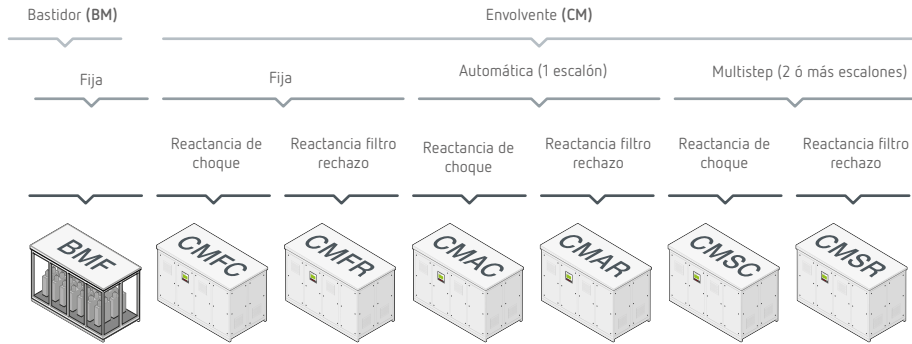 Bastidor (BM)
Envolvente (CM)
Fija
Fija
Automática (1 escalón)
Multistep (2 ó más escalones)
Reactancia de
choque
Reactancia filtro
rechazo
Reactancia de
choque
Reactancia filtro
rechazo
Reactancia de
choque
Reactancia filtro
rechazo
BMF
CMFC
CMFR
CMAC
CMAR
CMSC
CMSR